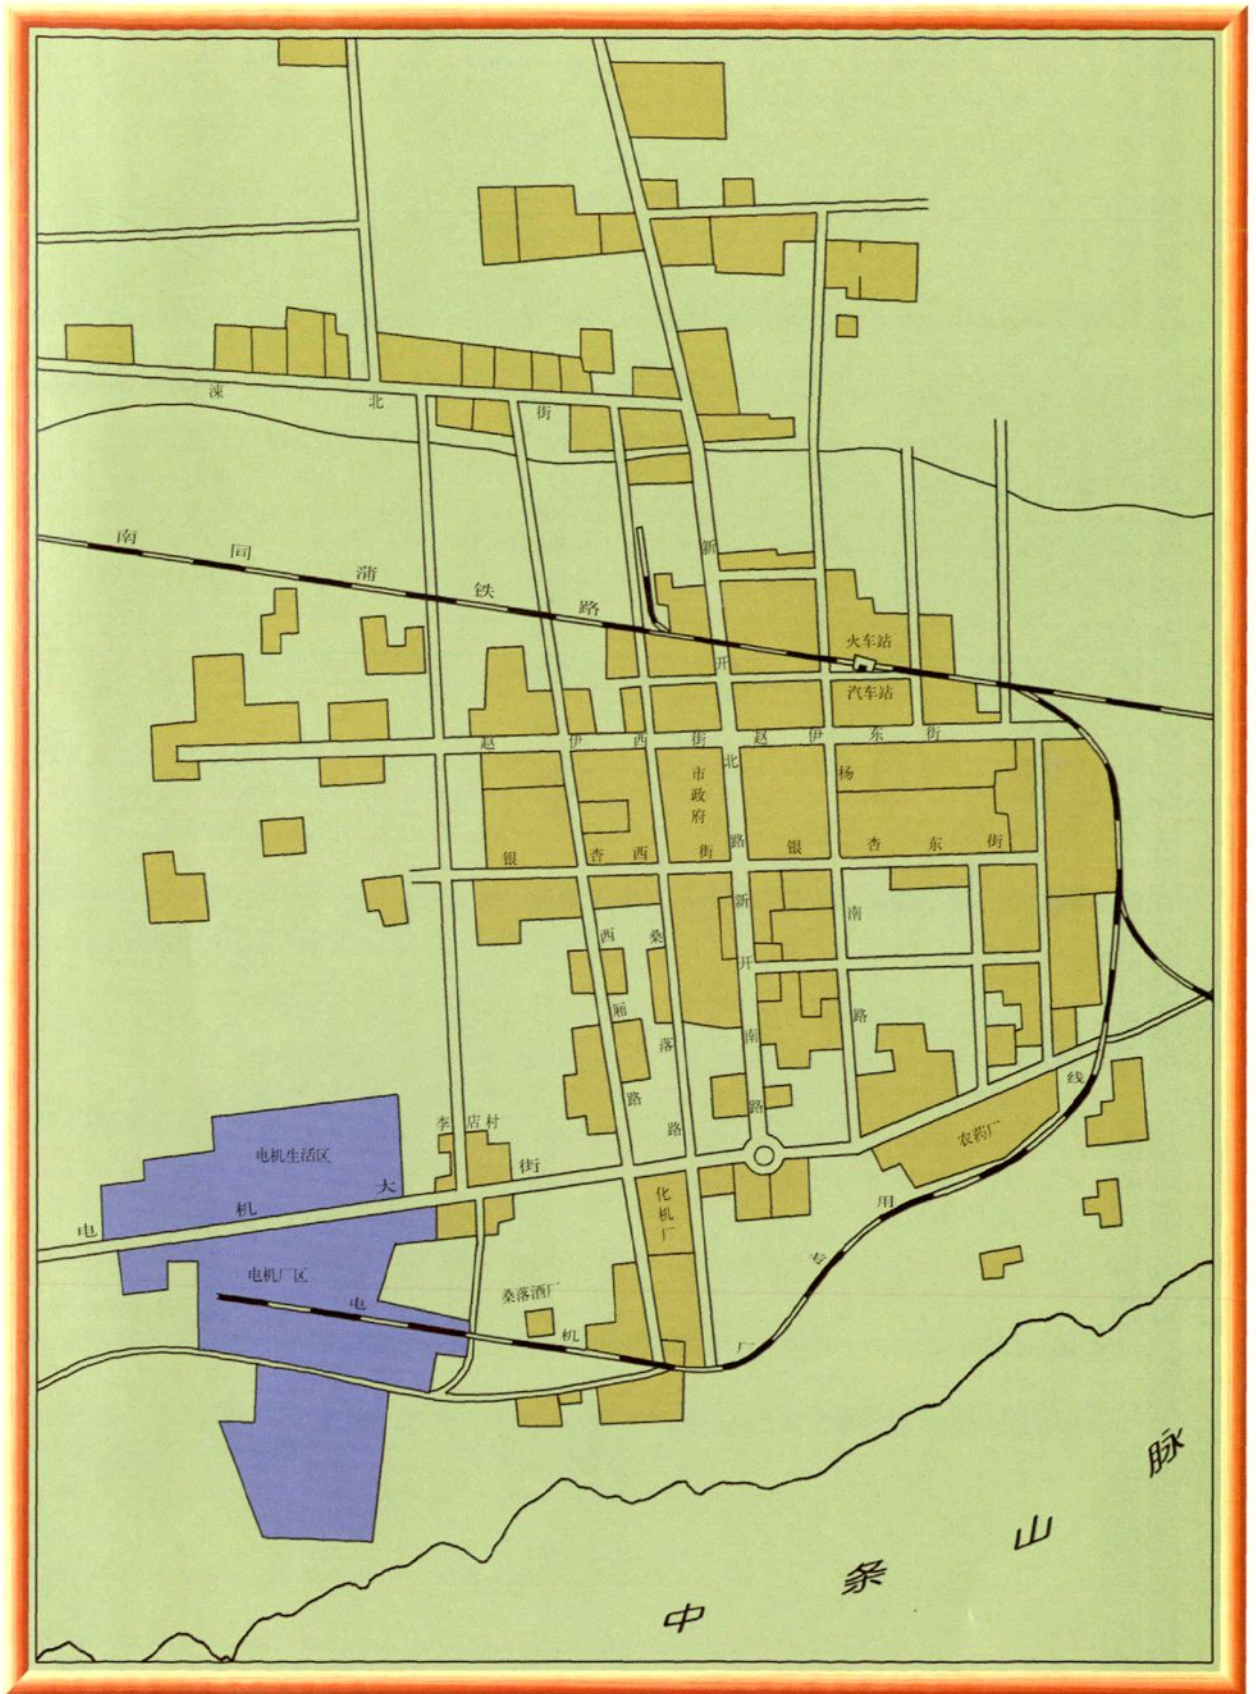 涑北街
南同蒲铁路
火车站
汽车站
赵伊西街
赵伊东街
新开北路
市政府
杨南路
银杏西街
银杏东街
新开南路
西厢路
桑落路
李店村
电机生活区
电机大街
农药厂
化机厂
电机厂区
桑落酒厂
电机厂专用线
中条山脉